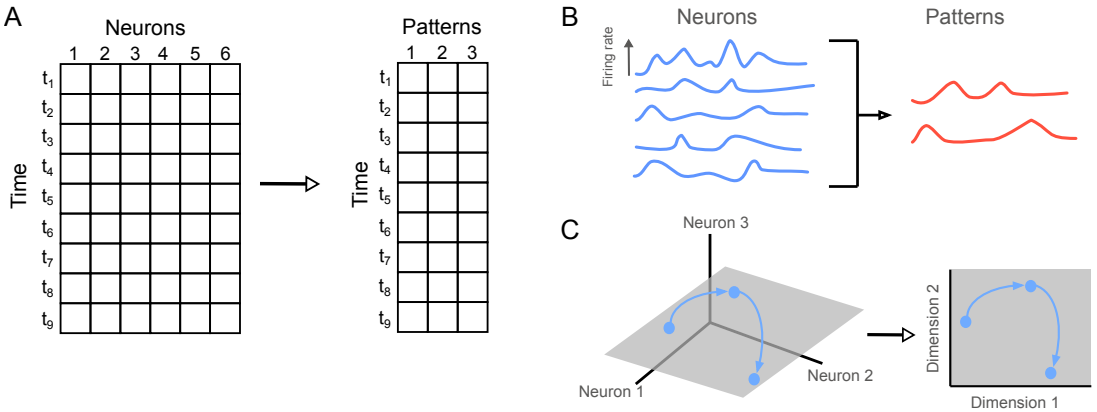 A
Neurons
1 2 3 4 5 6
Time
t1
t2
t3
t4
t5
t6
t7
t8
t9
Patterns
1 2 3
Time
t1
t2
t3
t4
t5
t6
t7
t8
t9
B
Neurons
Firing rate
Patterns
C
Neuron 3
Neuron 1
Neuron 2
Dimension 2
Dimension 1